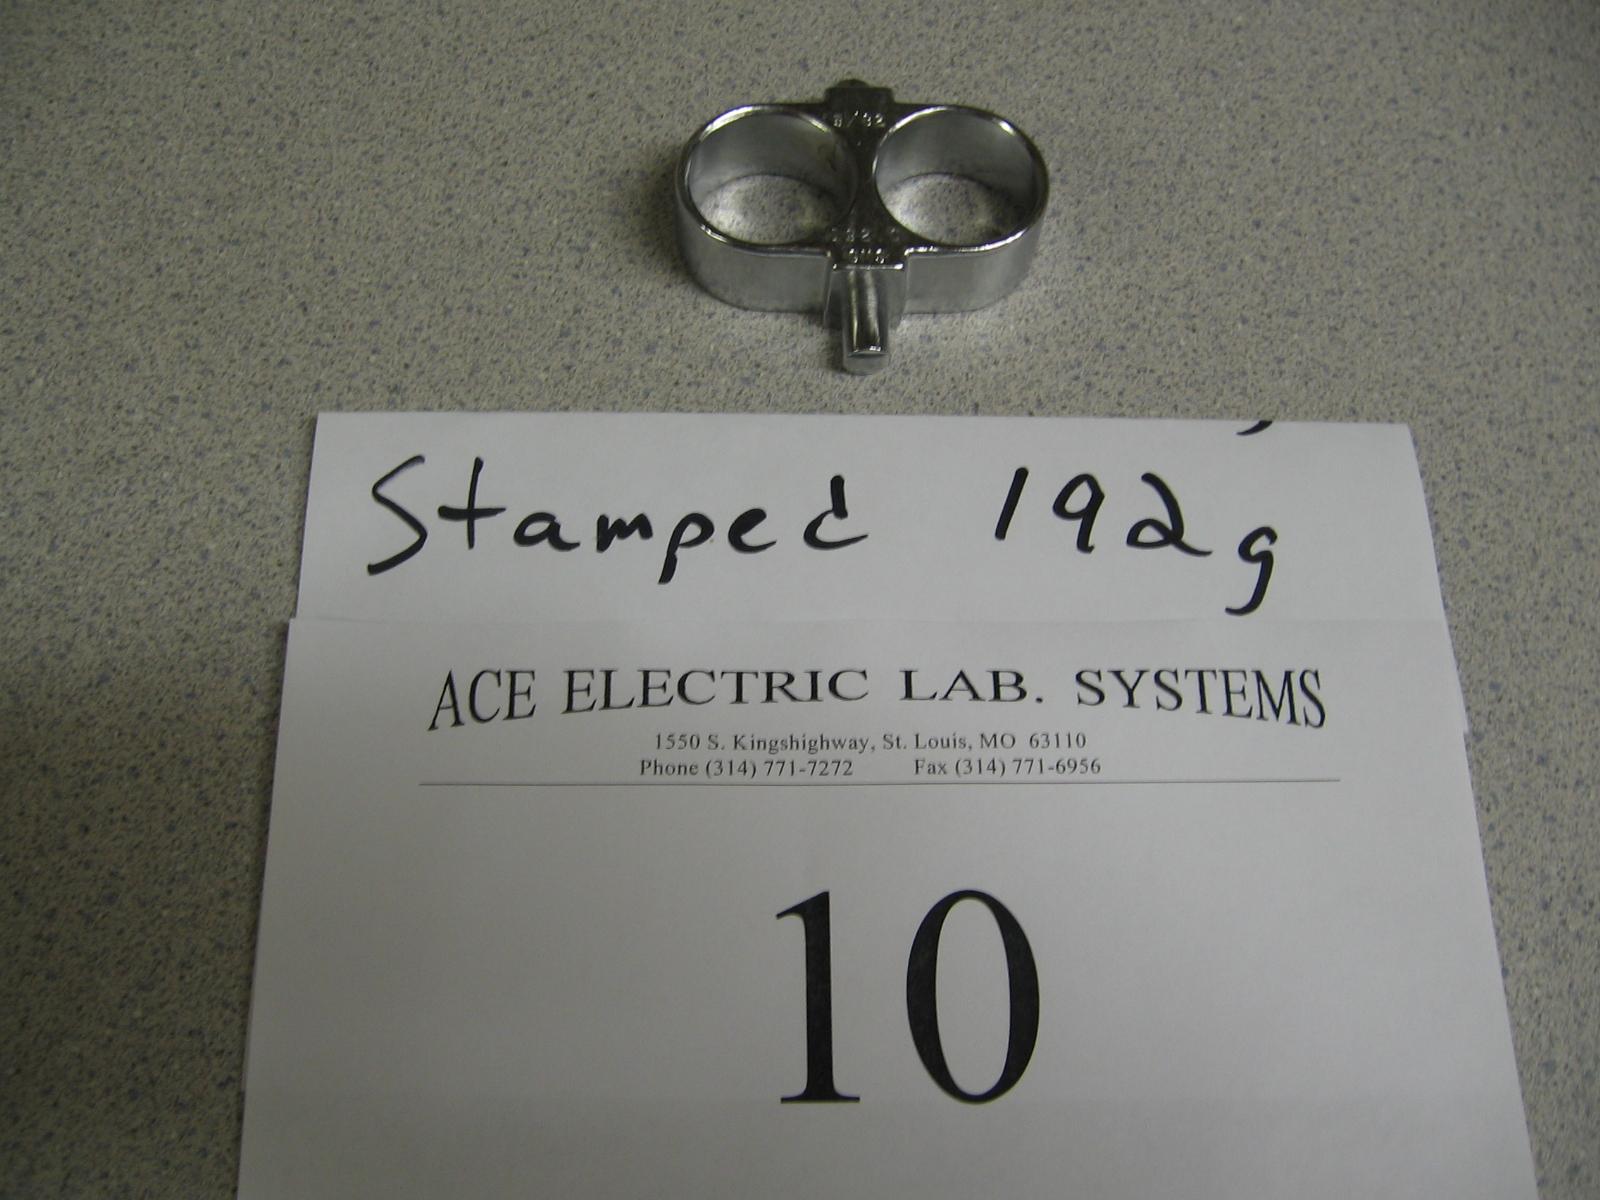 Stamped 192g
ACE ELECTRIC LAB. SYSTEMS
1550 S. Kingshighway, St. Louis, MO 63110
Phone (314) 771-7272 Fax (314) 771-6956
10